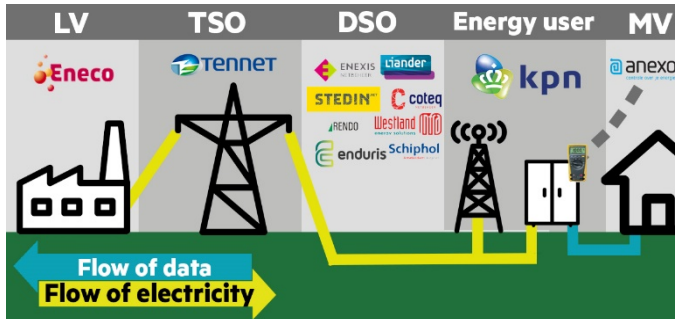 LV
TSO
DSO
Energy user
MV
Eneco
TENNET
ENEXIS
Liander
STEDIN
coteq
RENDO
Westland
enduris
Schiphol
kpn
anexo
Flow of data
Flow of electricity